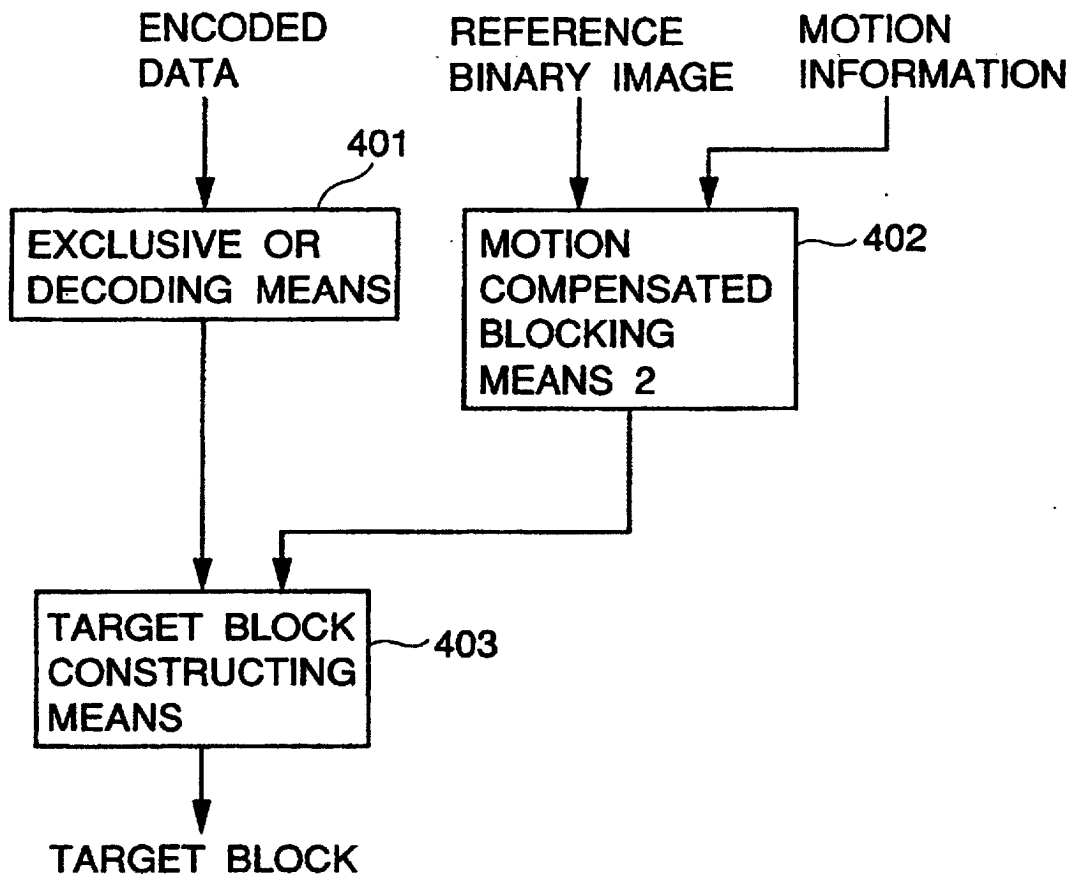 ENCODED
DATA
REFERENCE
BINARY IMAGE
MOTION
INFORMATION
401
EXCLUSIVE OR
DECODING MEANS
MOTION
COMPENSATED
BLOCKING
MEANS 2
402
TARGET BLOCK
CONSTRUCTING
MEANS
403
TARGET BLOCK